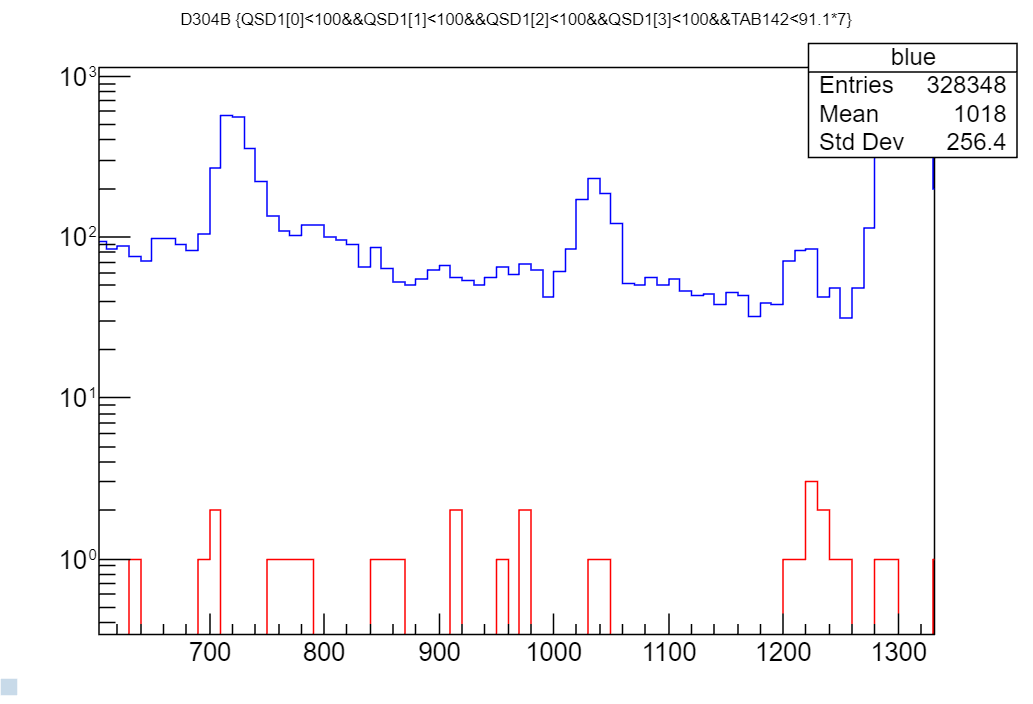 D304B {QSD1[0]<100&&QSD1[1]<100&&QSD1[2]<100&&QSD1[3]<100&&TAB142<91.1*7}
blue
Entries 328348
Mean 1018
Std Dev 256.4
10³
10²
10¹
10⁰
700 800 900 1000 1100 1200 1300